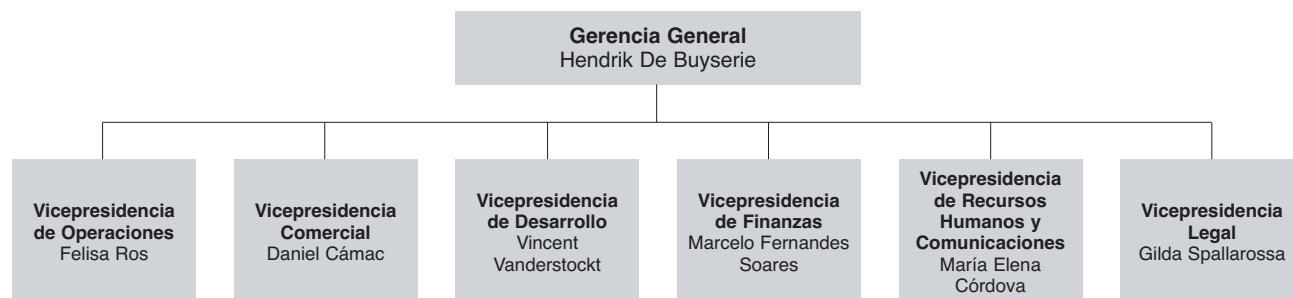 Gerencia General
Hendrik De Buyserie
Vicepresidencia
de Operaciones
Felisa Ros
Vicepresidencia
Comercial
Daniel Cámac
Vicepresidencia
de Desarrollo
Vincent
Vanderstockt
Vicepresidencia
de Finanzas
Marcelo Fernandes
Soares
Vicepresidencia
de Recursos
Humanos y
Comunicaciones
María Elena
Córdova
Vicepresidencia
Legal
Gilda Spallarossa